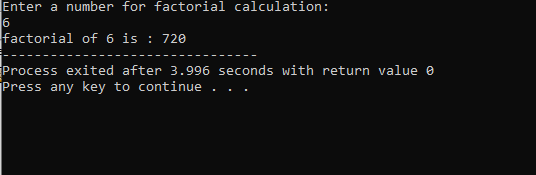 Enter a number for factorial calculation:
6
factorial of 6 is : 720
--------------------------------
Process exited after 3.996 seconds with return value 0
Press any key to continue . . .